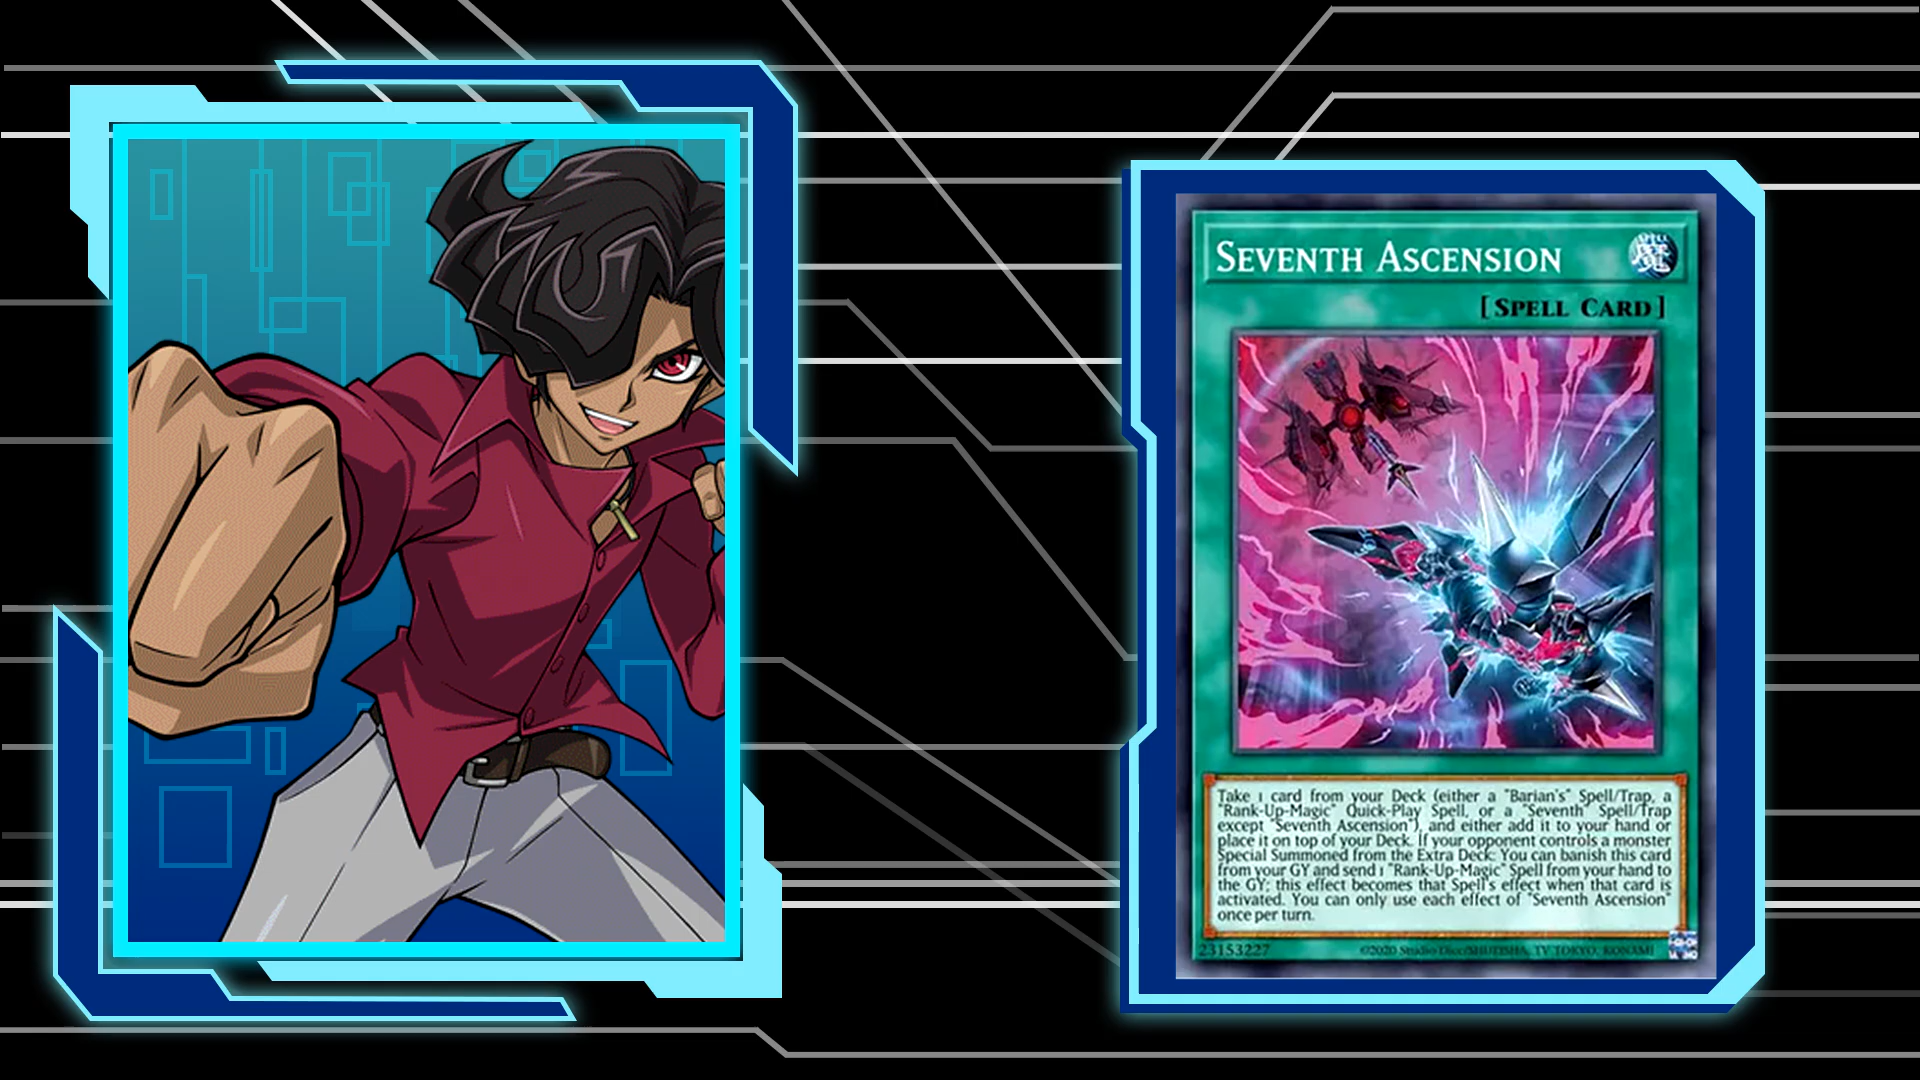 SEVENTH ASCENSION
[SPELL CARD]
Take 1 card from your Deck (either a "Barian's" Spell/Trap, a
"Rank-Up-Magic" Quick-Play Spell, or a "Seventh" Spell/Trap
except "Seventh Ascension"), and either add it to your hand or
place it on top of your Deck. If your opponent controls a monster
Special Summoned from the Extra Deck: You can banish this card
from your GY and send 1 "Rank-Up-Magic" Spell from your hand to
the GY; this effect becomes that Spell's effect when that card is
activated. You can only use each effect of "Seventh Ascension"
once per turn.
23153227 ©2020 Studio Dice/SHUEISHA, TV TOKYO, KONAMI